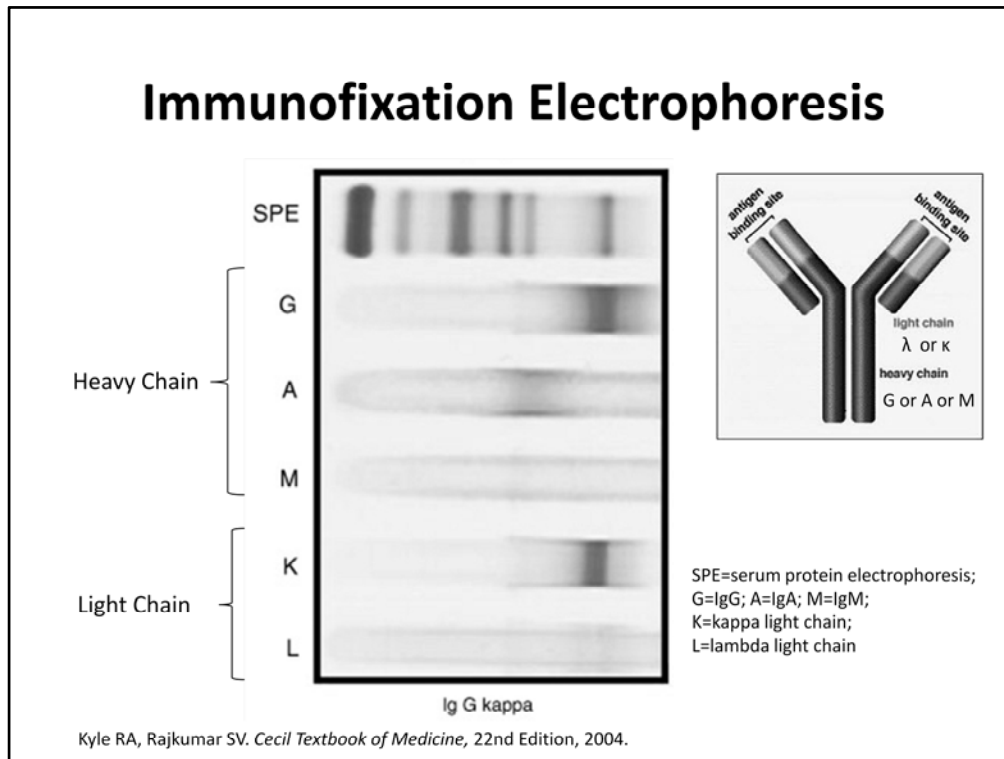 Immunofixation Electrophoresis
SPE
G
Heavy Chain
A
M
K
Light Chain
L
Ig G kappa
antigen
binding site
antigen
binding site
light chain
λ or κ
heavy chain
G or A or M
SPE=serum protein electrophoresis;
G=IgG; A=IgA; M=IgM;
K=kappa light chain;
L=lambda light chain
Kyle RA, Rajkumar SV. Cecil Textbook of Medicine, 22nd Edition, 2004.